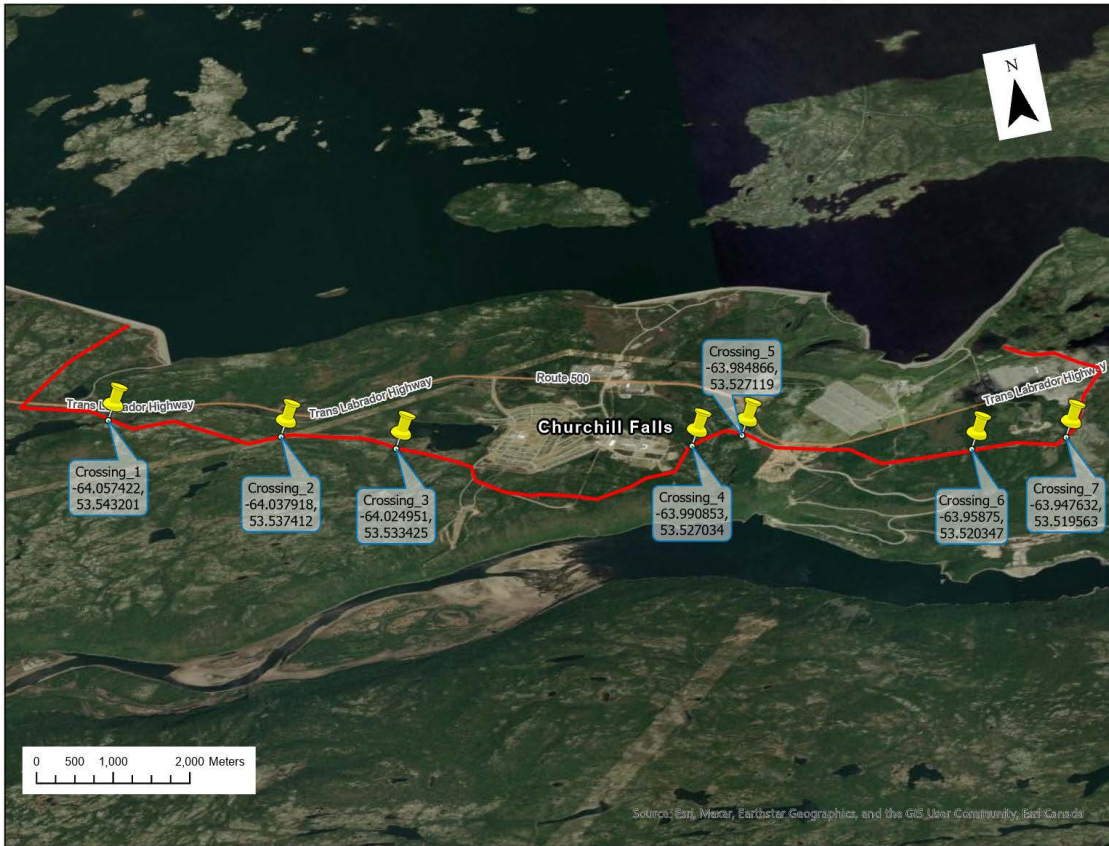 N
Crossing_5
-63.984866,
53.527119
Trans Labrador Highway
Trans Labrador Highway
Route 500
Trans Labrador Highway
Churchill Falls
Crossing_1
-64.057422,
53.543201
Crossing_2
-64.037918,
53.537412
Crossing_3
-64.024951,
53.533425
Crossing_4
-63.990853,
53.527034
Crossing_6
-63.95875,
53.520347
Crossing_7
-63.947632,
53.519563
0 500 1,000 2,000 Meters
Source: Esri, Maxar, Earthstar Geographics, and the GIS User Community, Esri Canada